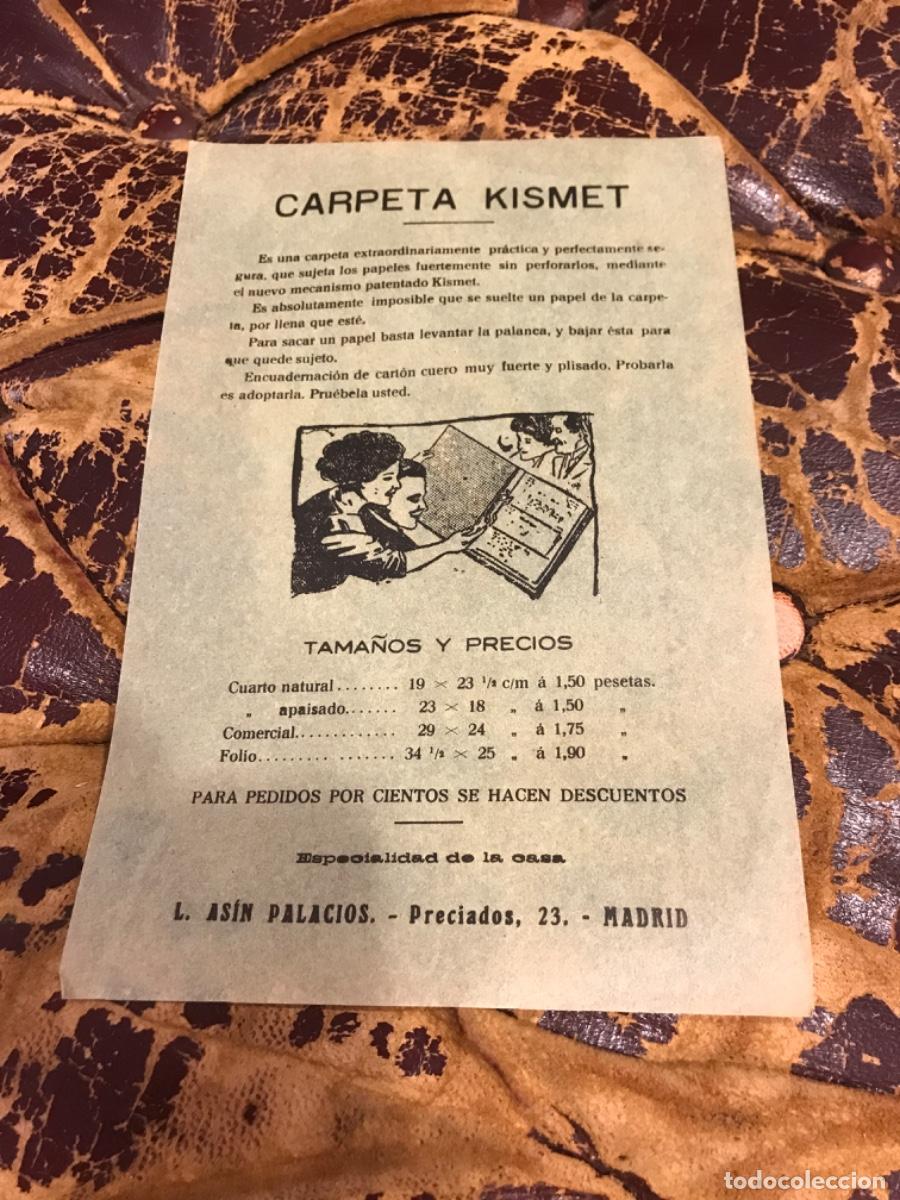 CARPETA KISMET
Es una carpeta extraordinariamente práctica y perfectamente se-
gura, que sujeta los papeles fuertemente sin perforarlos, mediante
el nuevo mecanismo patentado Kismet.
Es absolutamente imposible que se suelte un papel de la carpe-
ta, por llena que esté.
Para sacar un papel basta levantar la palanca, y bajar ésta para
que quede sujeto.
Encuadernación de cartón cuero muy fuerte y plisado. Probarla
es adoptarla. Pruébela usted.
TAMAÑOS Y PRECIOS
Cuarto natural........ 19 × 23 1/2 c/m á 1,50 pesetas.
„ apaisado....... 23 × 18 „ á 1,50 „
Comercial............. 29 × 24 „ á 1,75 „
Folio......... ....... 34 1/2 × 25 „ á 1,90 „
PARA PEDIDOS POR CIENTOS SE HACEN DESCUENTOS
Especialidad de la casa
L. ASÍN PALACIOS. - Preciados, 23. - MADRID
todocoleccion